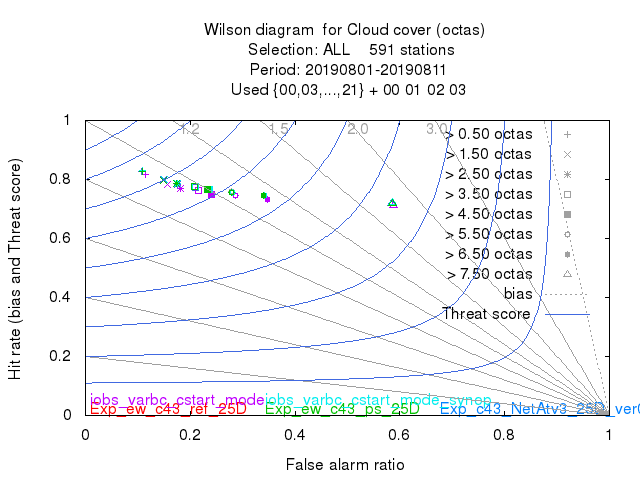 Wilson diagram for Cloud cover (octas)
Selection: ALL 591 stations
Period: 20190801-20190811
Used {00,03,...,21} + 00 01 02 03
1.2 1.5 2.0 3.0
> 0.50 octas
> 1.50 octas
> 2.50 octas
> 3.50 octas
> 4.50 octas
> 5.50 octas
> 6.50 octas
> 7.50 octas
bias
Threat score
1
0.8
0.6
0.4
0.2
0
Hit rate (bias and Threat score)
jobs_varbc_cstart_mode jobs_varbc_cstart_mode_synop
Exp_ew_c43_ref_25D Exp_ew_c43_ps_25D Exp_c43_NetAtv3_25D_ver0
0 0.2 0.4 0.6 0.8 1
False alarm ratio